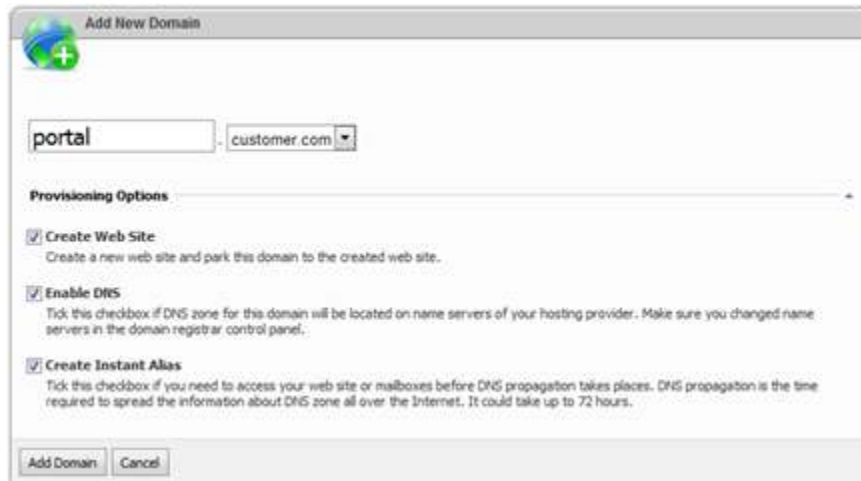 Add New Domain
portal . customer.com
Provisioning Options
Create Web Site
Create a new web site and park this domain to the created web site.
Enable DNS
Tick this checkbox if DNS zone for this domain will be located on name servers of your hosting provider. Make sure you changed name
servers in the domain registrar control panel.
Create Instant Alias
Tick this checkbox if you need to access your web site or mailboxes before DNS propagation takes places. DNS propagation is the time
required to spread the information about DNS zone all over the Internet. It could take up to 72 hours.
Add Domain Cancel